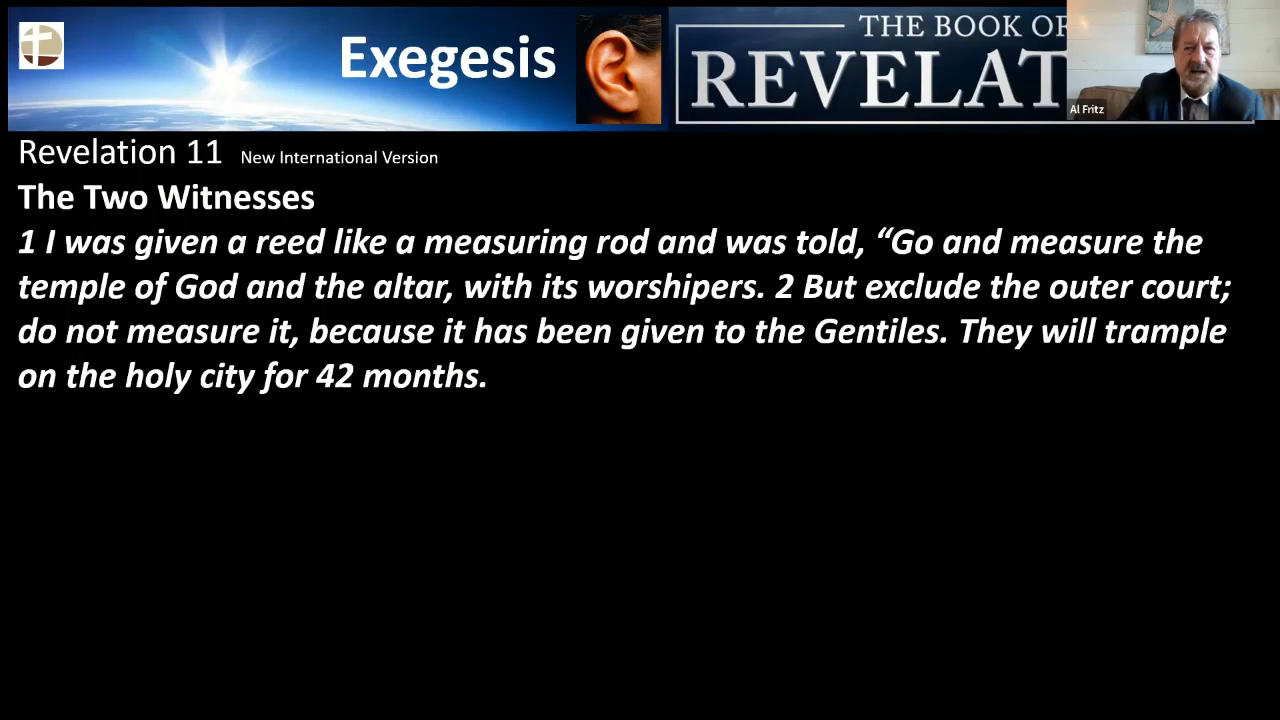 Exegesis
THE BOOK OF
REVELAT
Al Fritz
Revelation 11 New International Version
The Two Witnesses
1 I was given a reed like a measuring rod and was told, “Go and measure the
temple of God and the altar, with its worshipers. 2 But exclude the outer court;
do not measure it, because it has been given to the Gentiles. They will trample
on the holy city for 42 months.